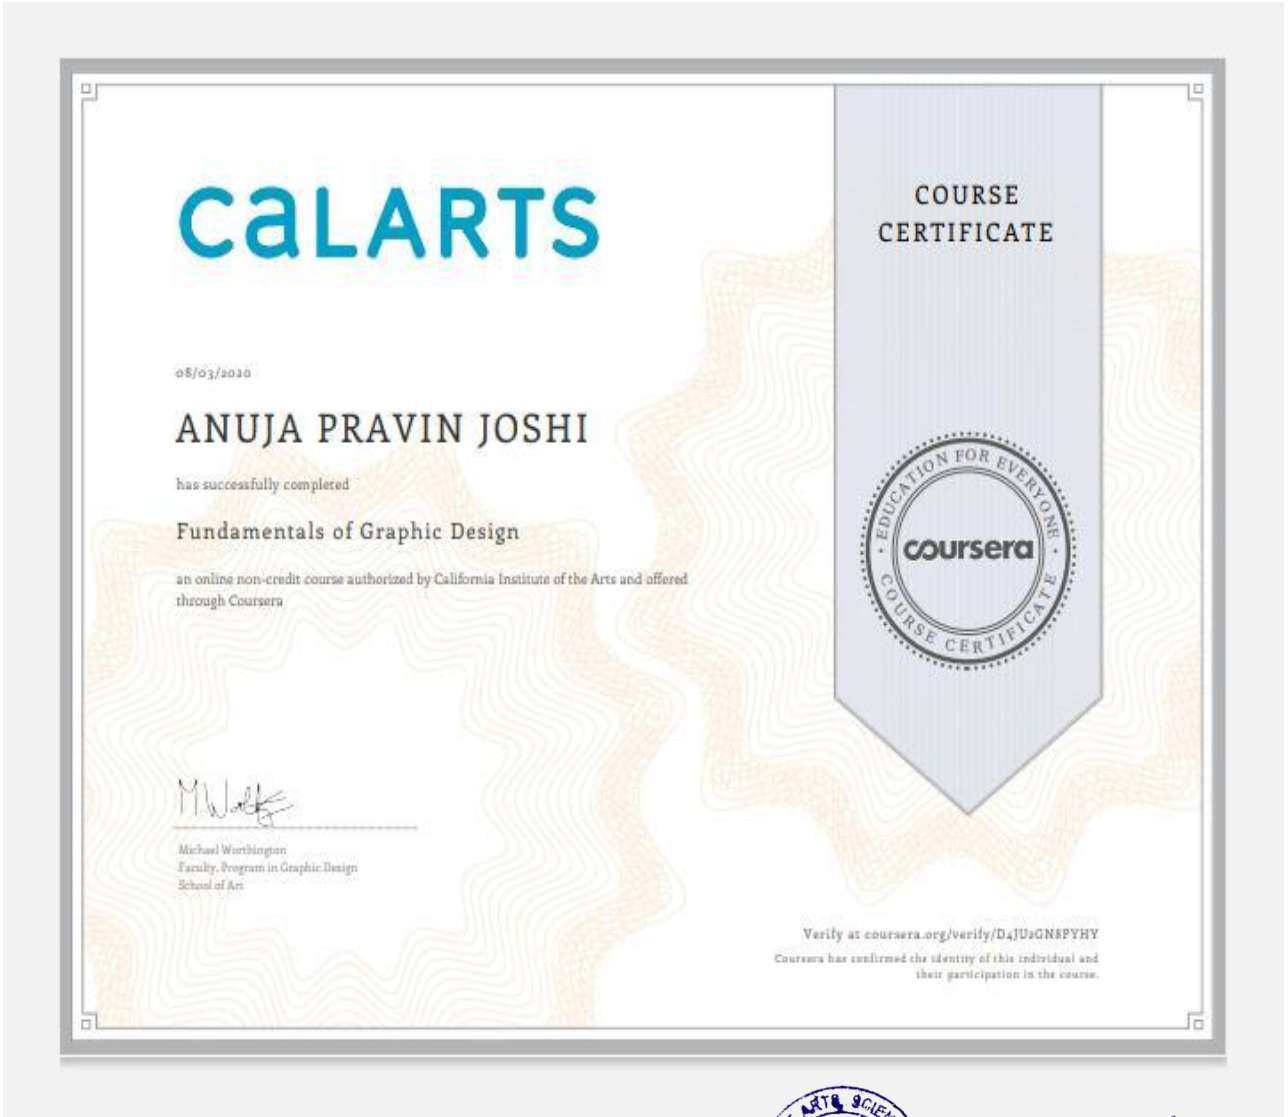 CalARTS
COURSE
CERTIFICATE
08/03/2020
ANUJA PRAVIN JOSHI
has successfully completed
Fundamentals of Graphic Design
an online non-credit course authorized by California Institute of the Arts and offered
through Coursera
EDUCATION FOR EVERYONE
coursera
COURSE CERTIFICATE
Michael Worthington
Faculty, Program in Graphic Design
School of Art
Verify at coursera.org/verify/D4JU2GN8PYHY
Coursera has confirmed the identity of this individual and
their participation in the course.
ARTS,